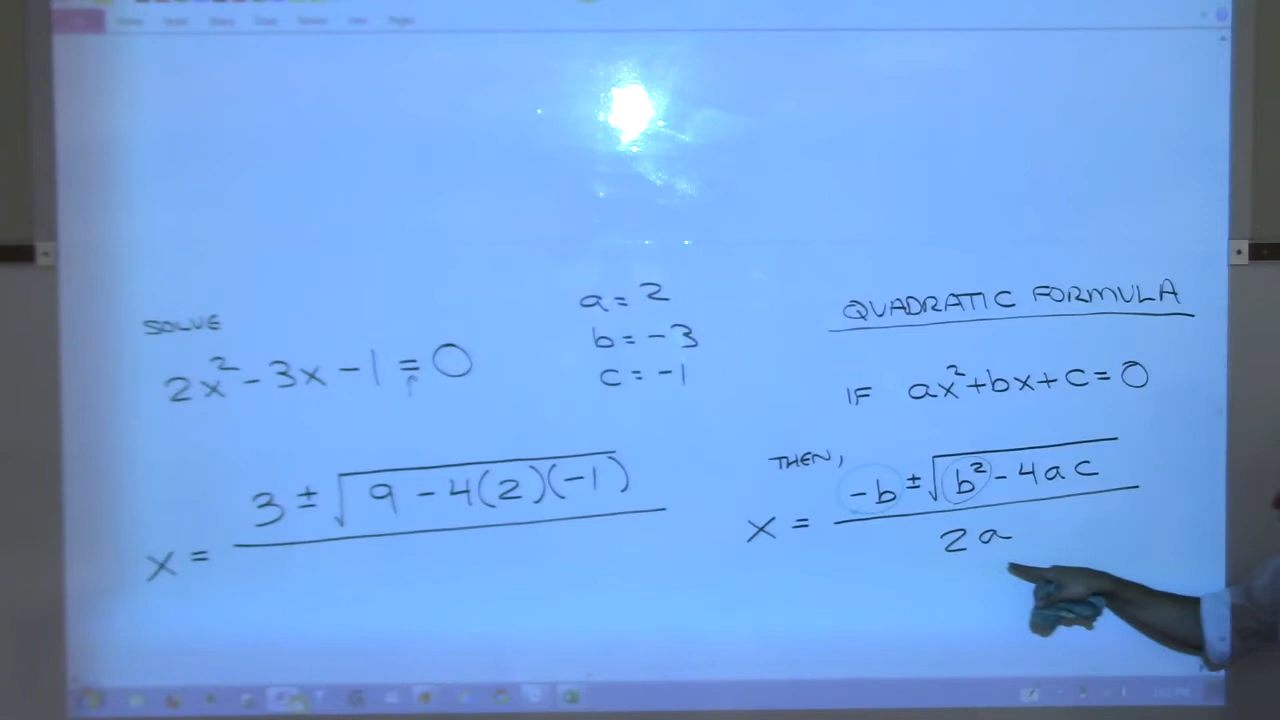 SOLVE
2x² - 3x - 1 = 0
x = 3 ± √(9 - 4(2)(-1))
a = 2
b = -3
c = -1
QUADRATIC FORMULA
IF ax² + bx + c = 0
THEN,
x = (-b ± √(b² - 4ac)) / 2a